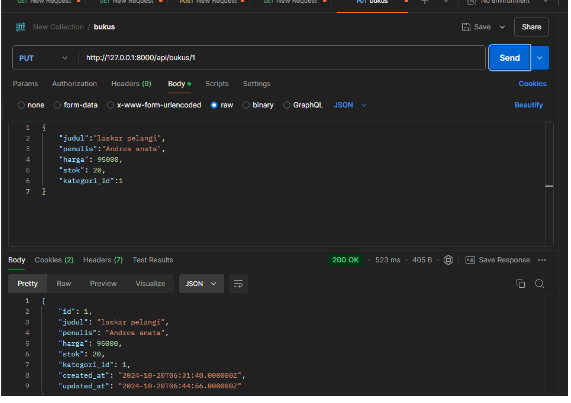 GET New Request GET New Request POST New Request GET New Request PUT bukus + No environment
New Collection / bukus Save Share
PUT http://127.0.0.1:8000/api/bukus/1 Send
Params Authorization Headers (9) Body Scripts Settings Cookies
none form-data x-www-form-urlencoded raw binary GraphQL JSON Beautify
1 {
2 "judul":"laskar pelangi",
3 "penulis":"Andrea anata",
4 "harga": 95000,
5 "stok": 20,
6 "kategori_id":1
7 }
Body Cookies (2) Headers (7) Test Results 200 OK • 523 ms • 405 B Save Response
Pretty Raw Preview Visualize JSON
1 {
2 "id": 1,
3 "judul": "laskar pelangi",
4 "penulis": "Andrea anata",
5 "harga": 95000,
6 "stok": 20,
7 "kategori_id": 1,
8 "created_at": "2024-10-20T06:31:48.000000Z",
9 "updated_at": "2024-10-20T06:44:56.000000Z"